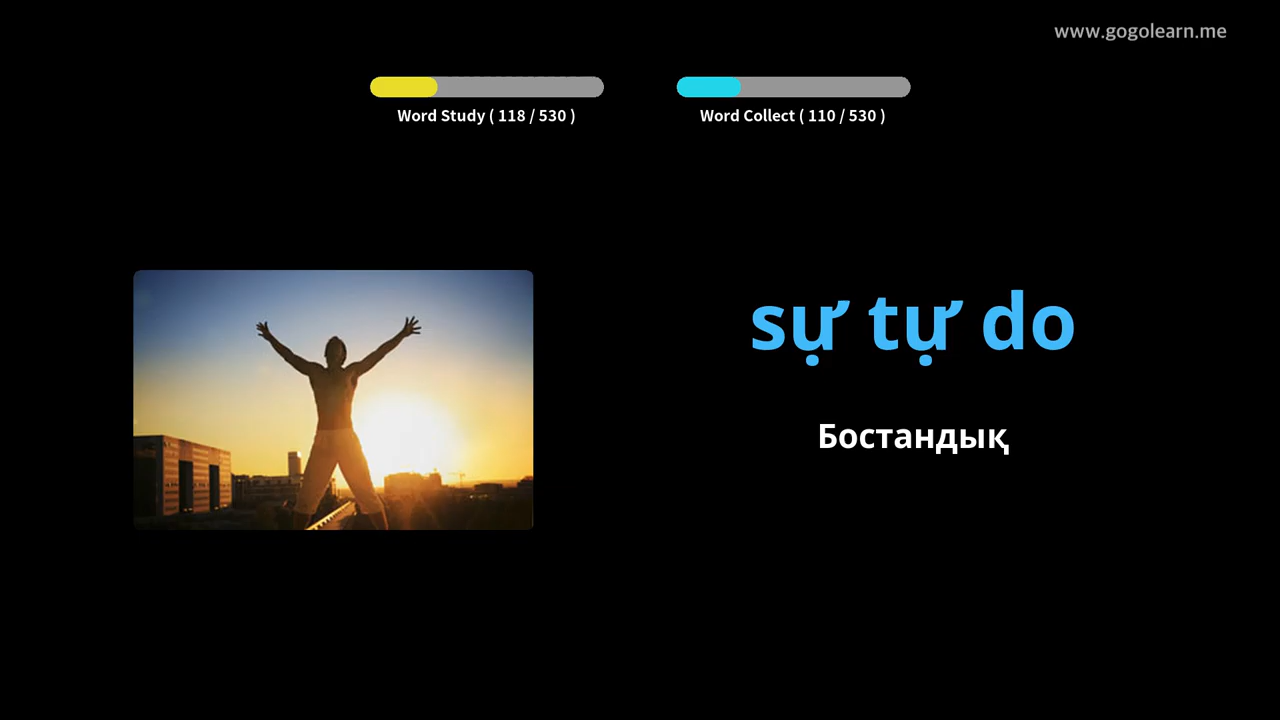 www.gogolearn.me
Word Study ( 118 / 530 )
Word Collect ( 110 / 530 )
sự tự do
Бостандық